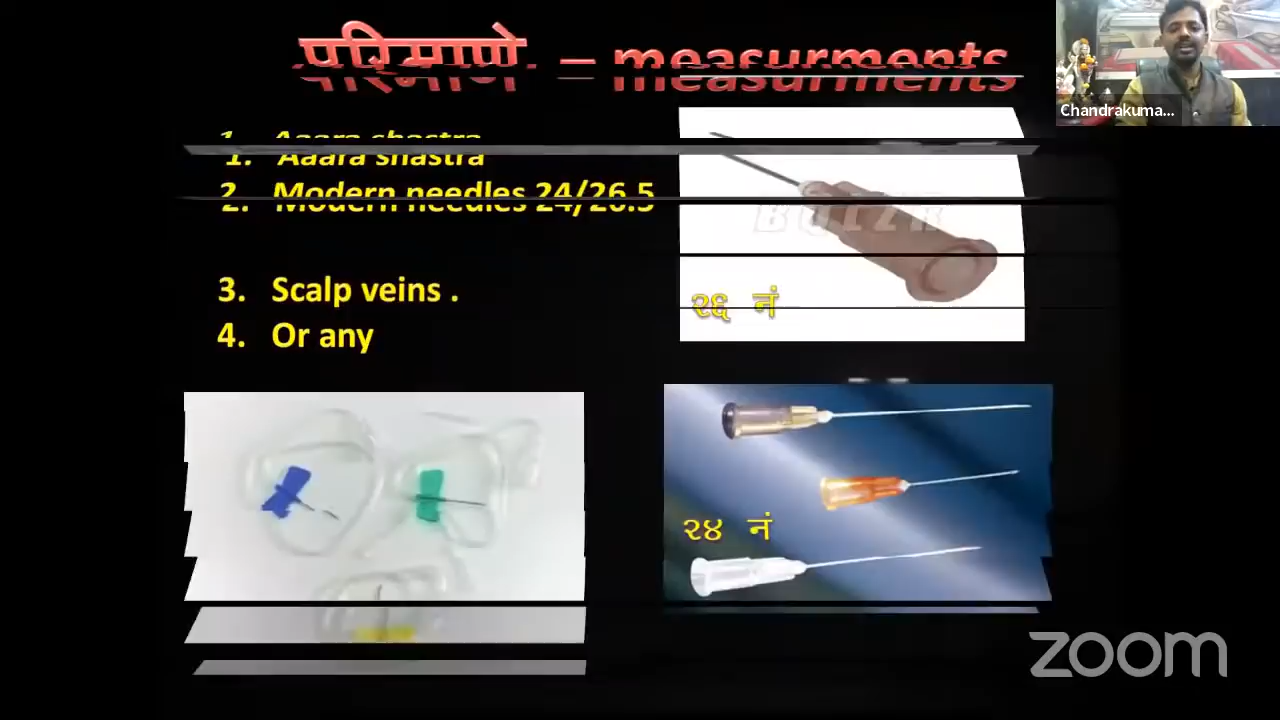 परिमाणे – measurments
Chandrakuma...
1. Aaara shastra
2. Modern needles 24/26.5
3. Scalp veins .
4. Or any
२६ नं
२४ नं
zoom